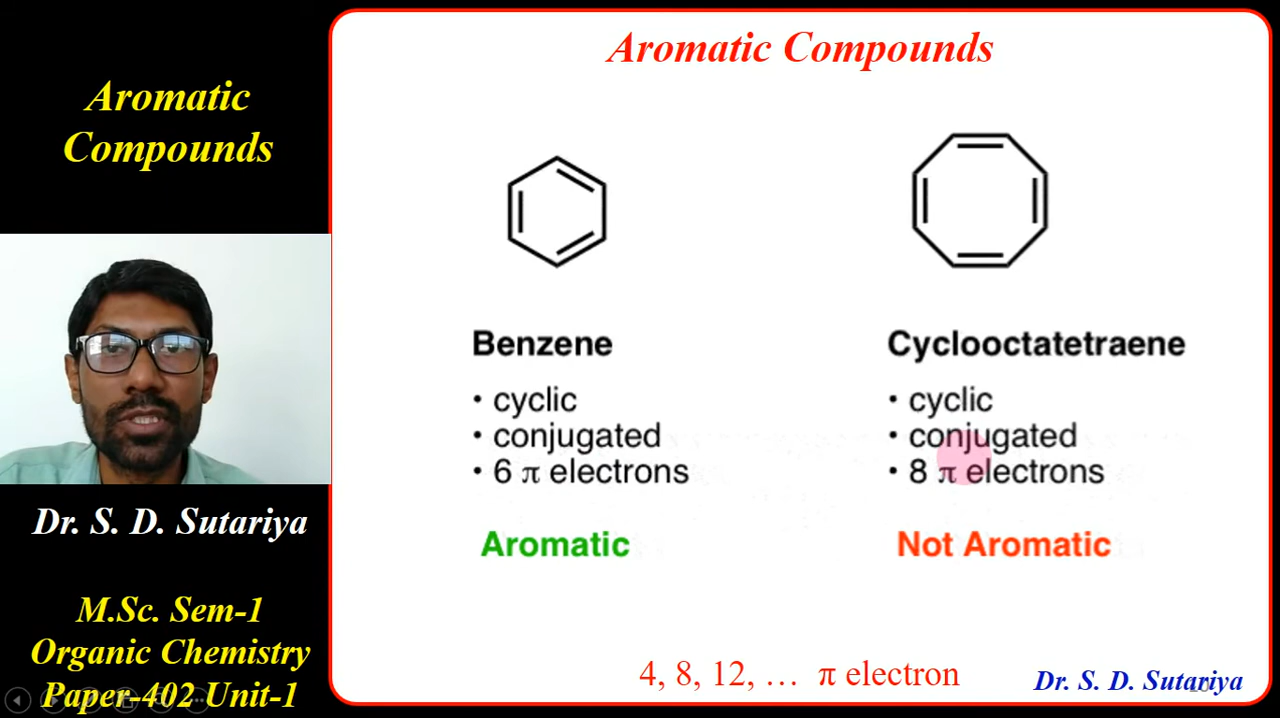 Aromatic
Compounds
Dr. S. D. Sutariya
M.Sc. Sem-1
Organic Chemistry
Paper-402 Unit-1
Aromatic Compounds
Benzene
• cyclic
• conjugated
• 6 π electrons
Aromatic
Cyclooctatetraene
• cyclic
• conjugated
• 8 π electrons
Not Aromatic
4, 8, 12, … π electron
Dr. S. D. Sutariya